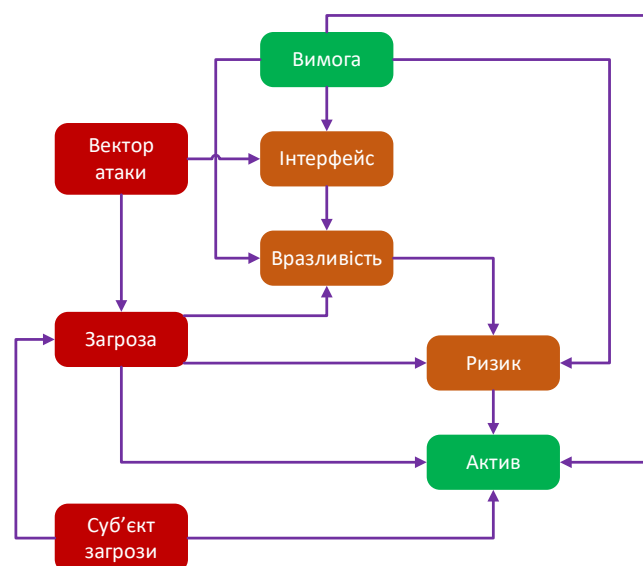 Вимога
Вектор
атаки
Інтерфейс
Вразливість
Загроза
Ризик
Актив
Суб’єкт
загрози